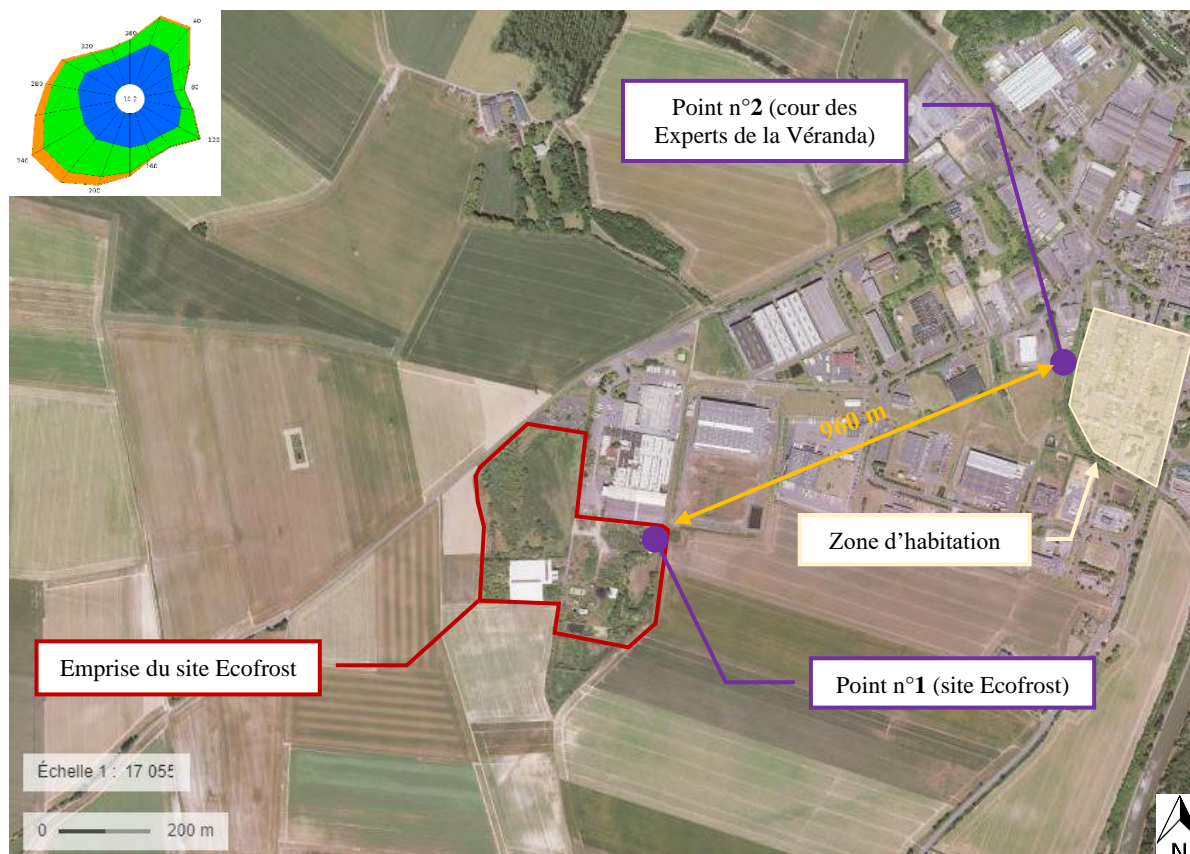 360
40
320
280
80
10.2
120
240
160
200
Point n°2 (cour des
Experts de la Véranda)
960 m
Zone d'habitation
Emprise du site Ecofrost
Point n°1 (site Ecofrost)
Échelle 1 : 17 055
0 200 m
N